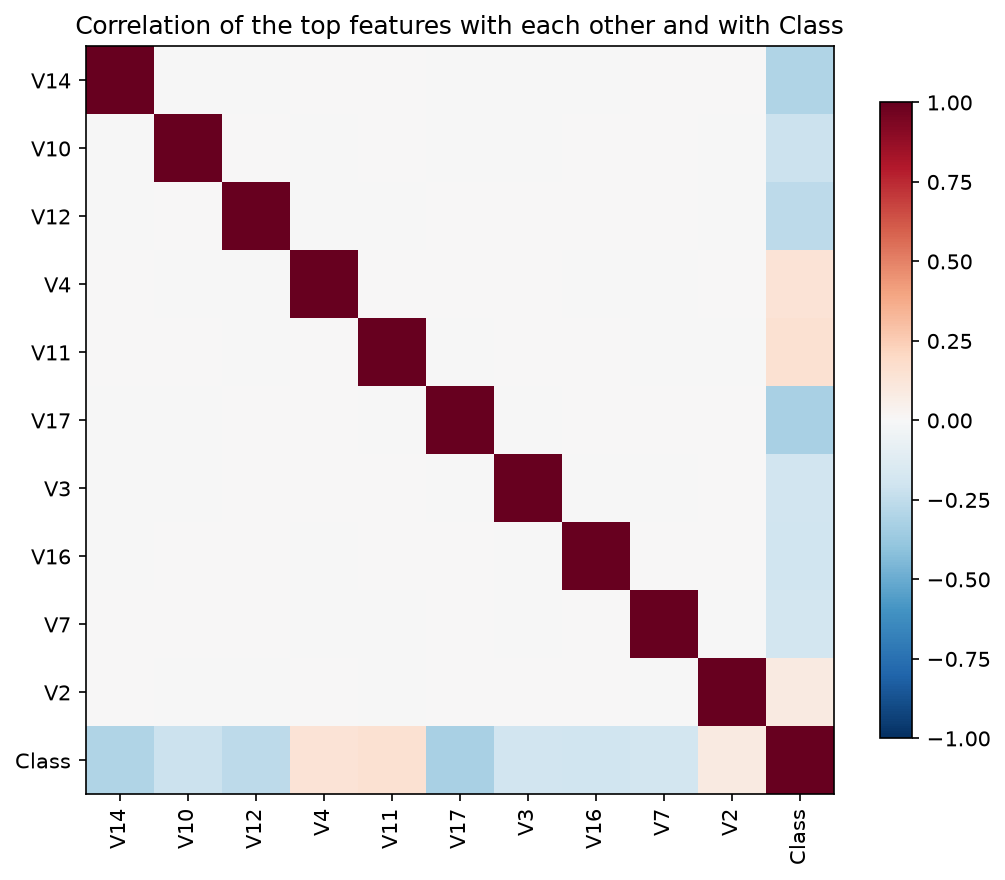 Correlation of the top features with each other and with Class
V14
V10
V12
V4
V11
V17
V3
V16
V7
V2
Class
V14
V10
V12
V4
V11
V17
V3
V16
V7
V2
Class
1.00
0.75
0.50
0.25
0.00
−0.25
−0.50
−0.75
−1.00